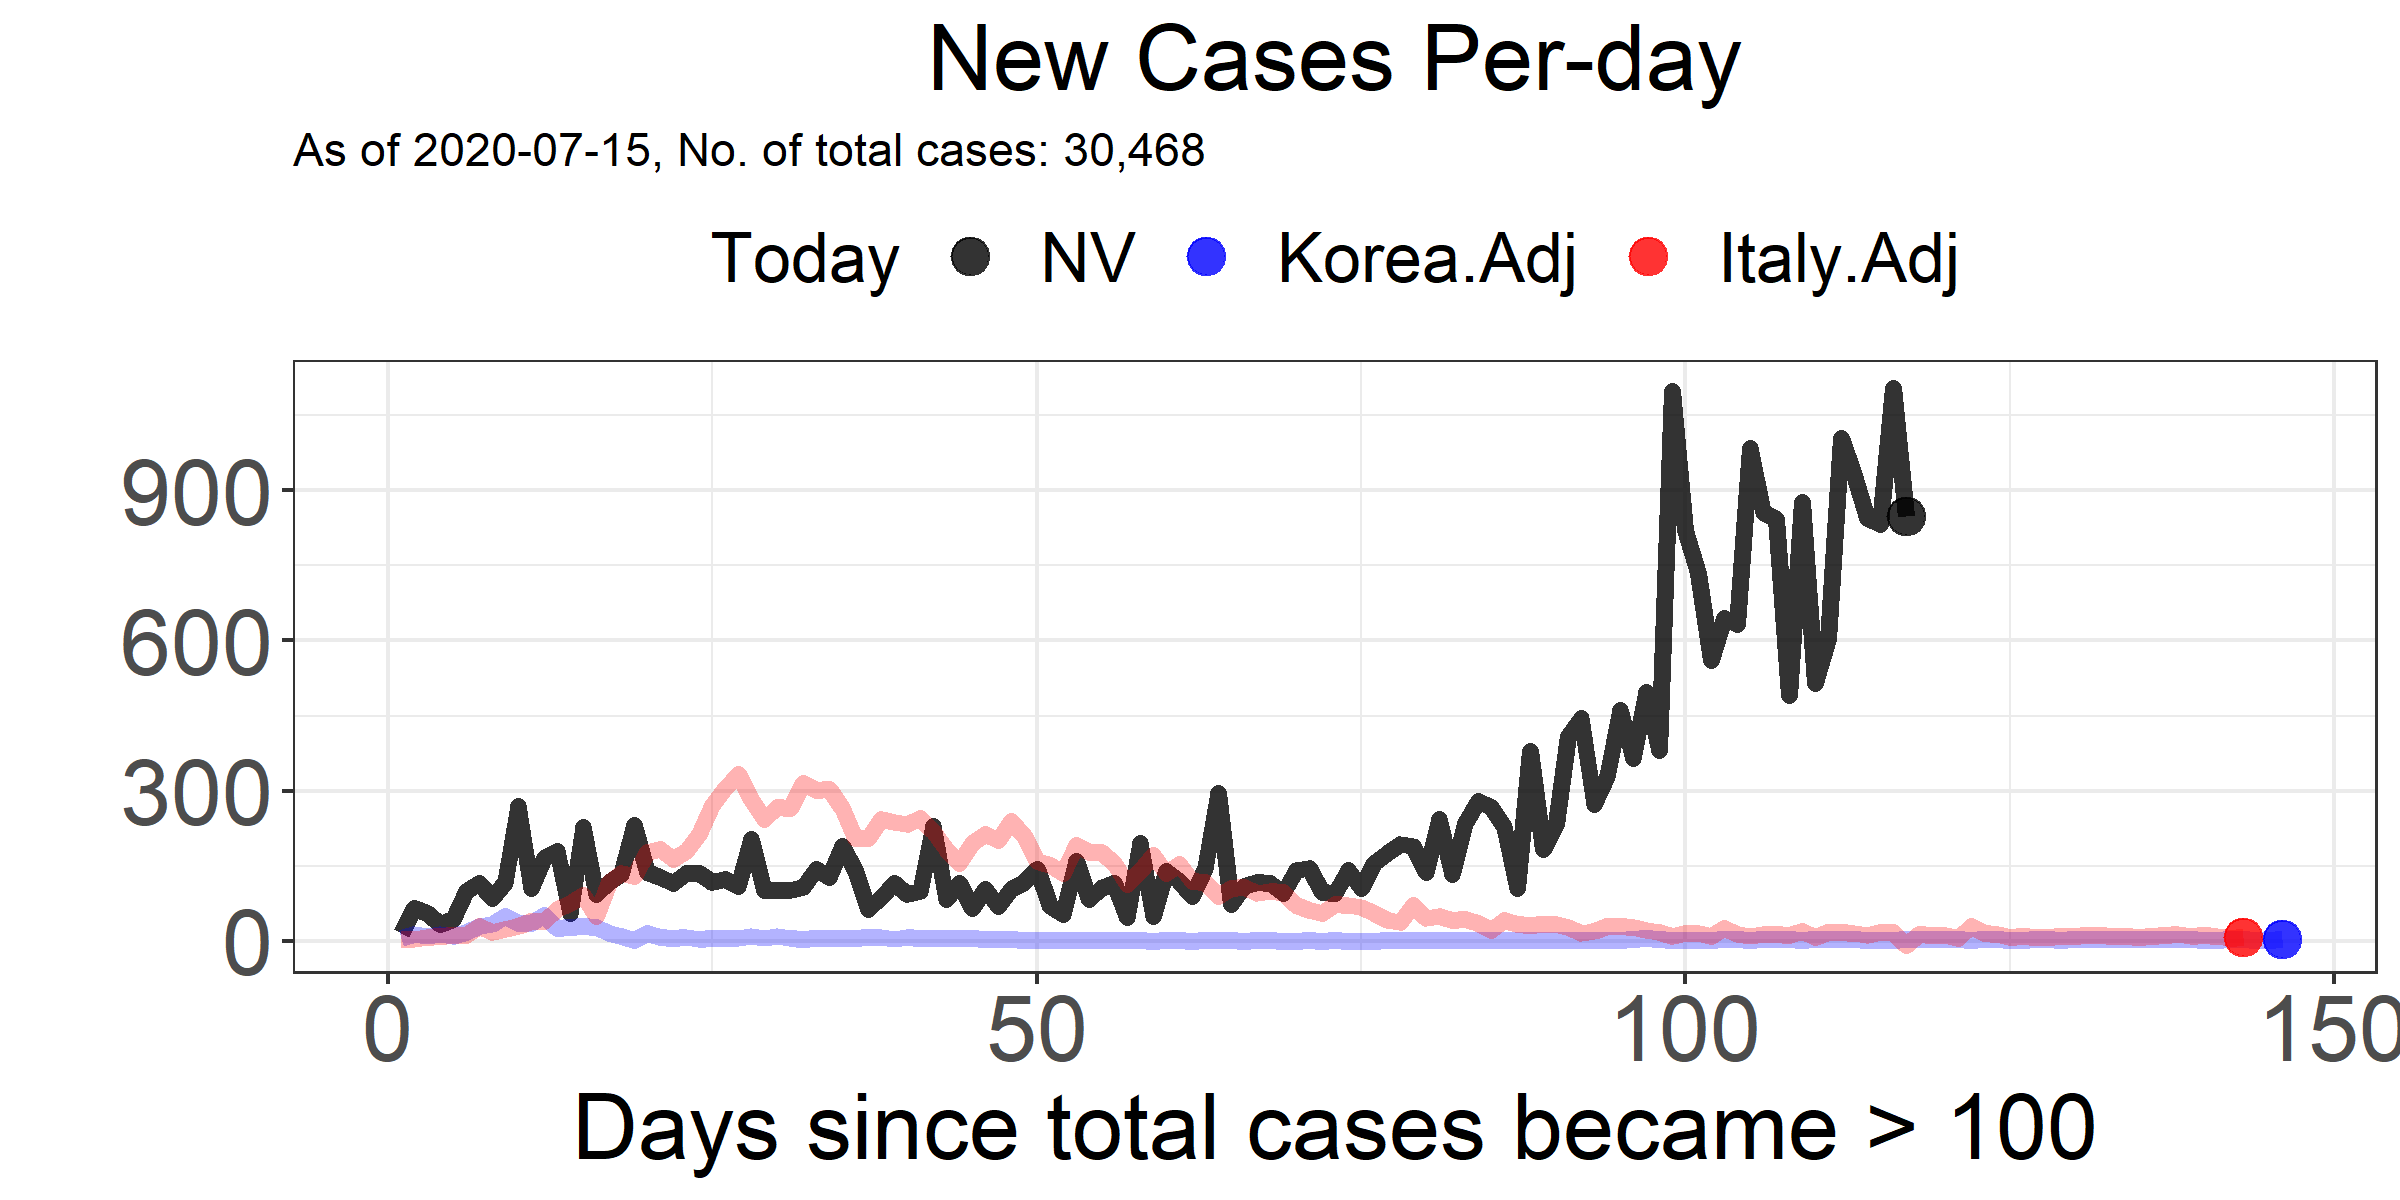 New Cases Per-day
As of 2020-07-15, No. of total cases: 30,468
Today NV Korea.Adj Italy.Adj
900
600
300
0
0 50 100 150
Days since total cases became > 100